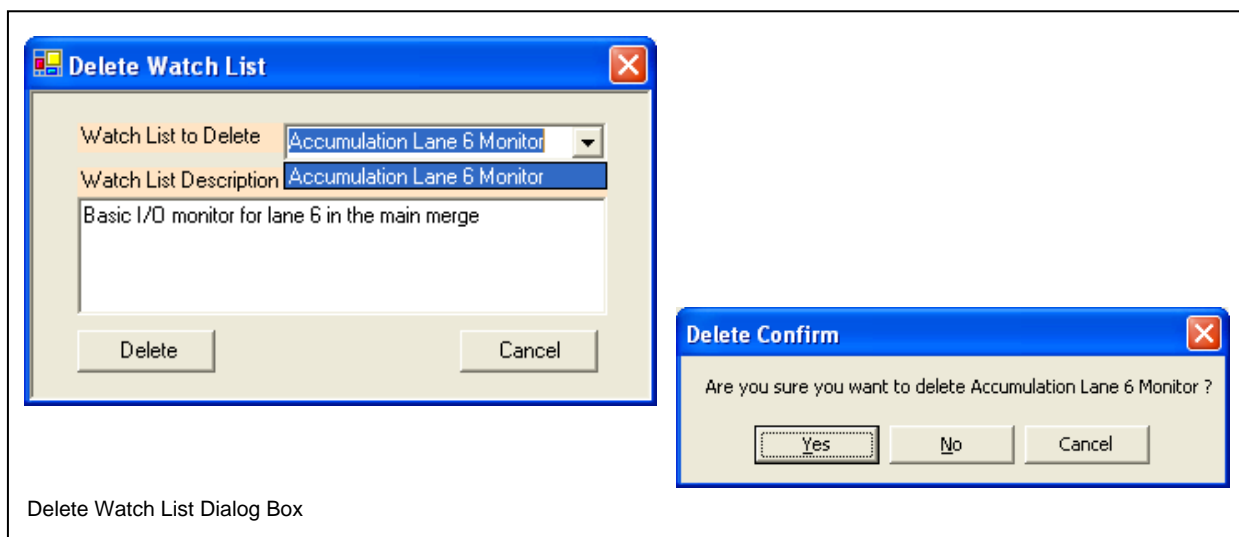 Delete Watch List
Watch List to Delete Accumulation Lane 6 Monitor
Watch List Description Accumulation Lane 6 Monitor
Basic I/O monitor for lane 6 in the main merge
Delete Cancel
Delete Confirm
Are you sure you want to delete Accumulation Lane 6 Monitor ?
Yes No Cancel
Delete Watch List Dialog Box